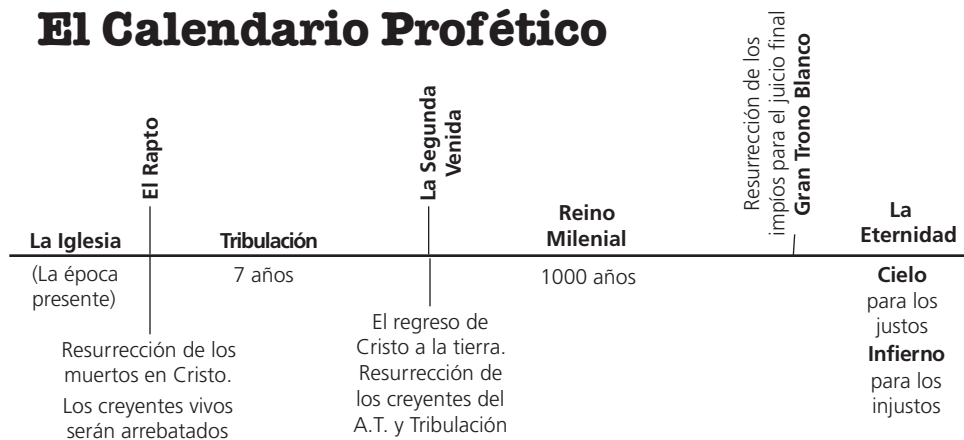 El Calendario Profético
El Rapto
La Segunda
Venida
Resurrección de los
impíos para el juicio final
Gran Trono Blanco
La Iglesia
Tribulación
Reino
Milenial
La
Eternidad
(La época
presente)
7 años
1000 años
Cielo
para los
justos
Infierno
para los
injustos
Resurrección de los
muertos en Cristo.
Los creyentes vivos
serán arrebatados
El regreso de
Cristo a la tierra.
Resurrección de
los creyentes del
A.T. y Tribulación